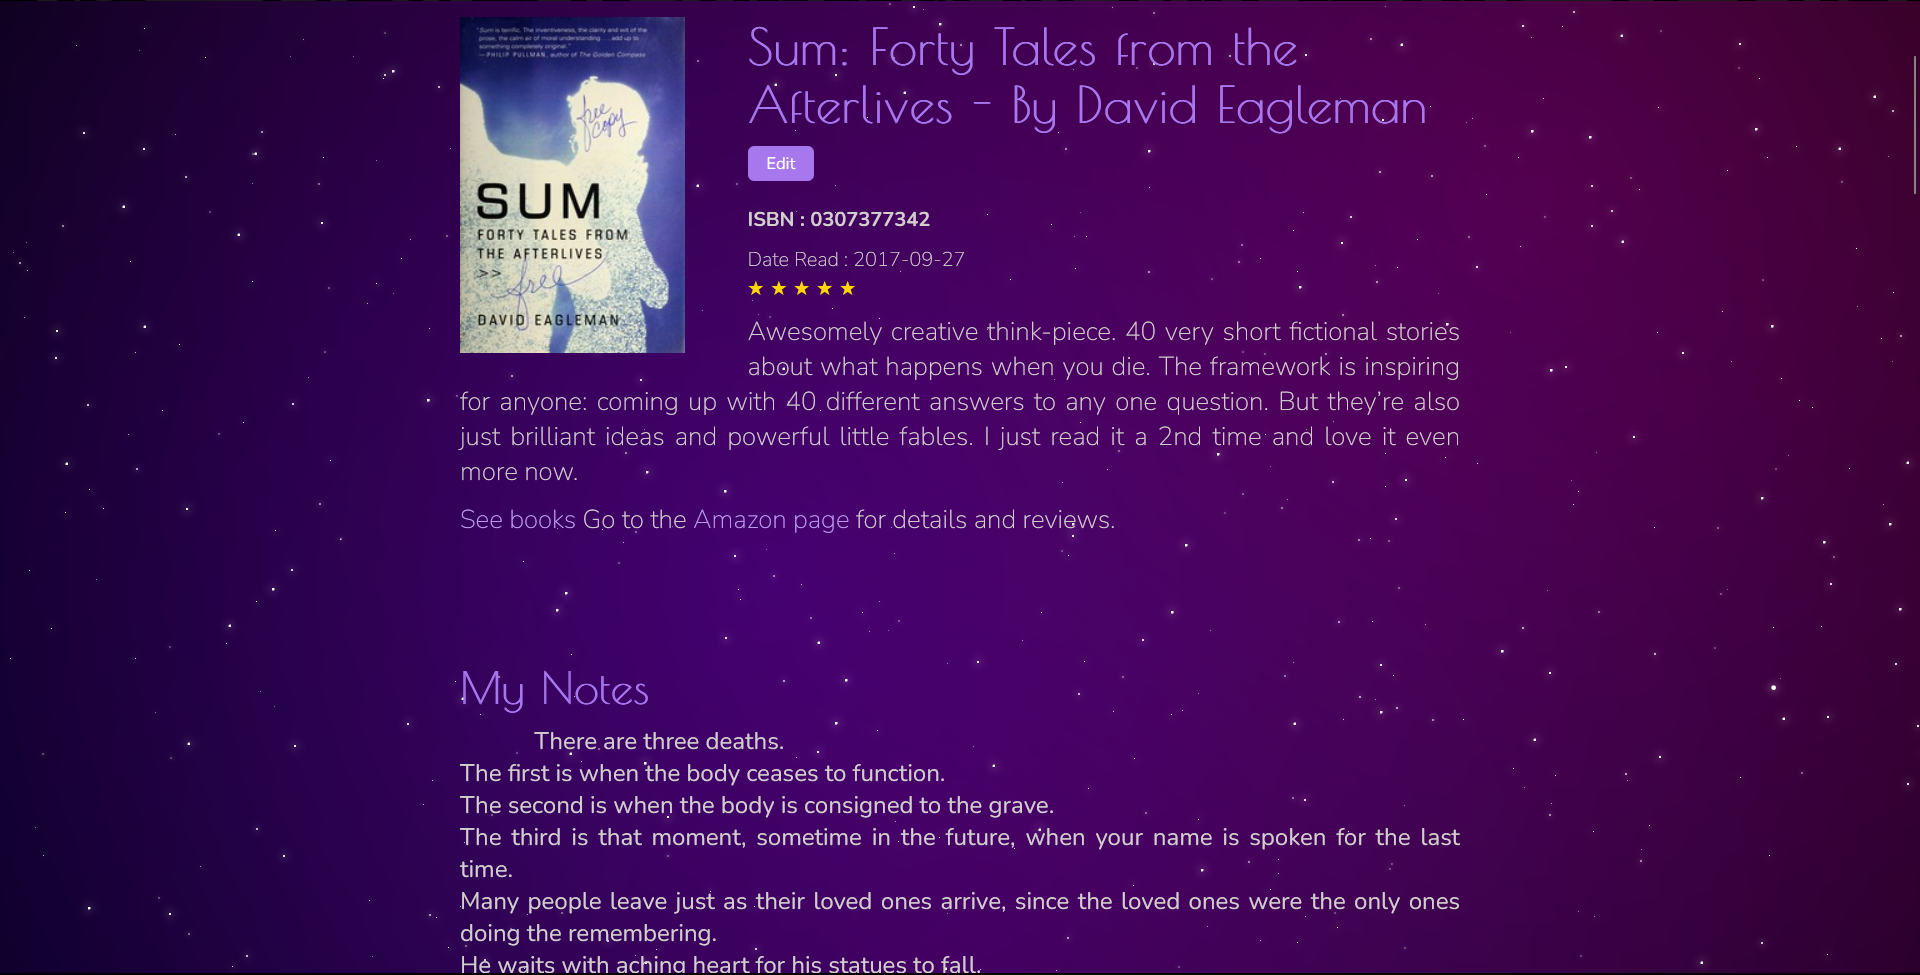 "Sum is terrific. The inventiveness, the clarity and wit of the
prose, the calm air of moral understanding . . . add up to
something completely original."
—PHILIP PULLMAN, author of The Golden Compass
free
copy
SUM
FORTY TALES FROM
THE AFTERLIVES
>>
free
DAVID EAGLEMAN
Sum: Forty Tales from the
Afterlives - By David Eagleman
Edit
ISBN : 0307377342
Date Read : 2017-09-27
★ ★ ★ ★ ★
Awesomely creative think-piece. 40 very short fictional stories
about what happens when you die. The framework is inspiring
for anyone: coming up with 40 different answers to any one question. But they’re also
just brilliant ideas and powerful little fables. I just read it a 2nd time and love it even
more now.
See books Go to the Amazon page for details and reviews.
My Notes
There are three deaths.
The first is when the body ceases to function.
The second is when the body is consigned to the grave.
The third is that moment, sometime in the future, when your name is spoken for the last
time.
Many people leave just as their loved ones arrive, since the loved ones were the only ones
doing the remembering.
He waits with aching heart for his statues to fall.